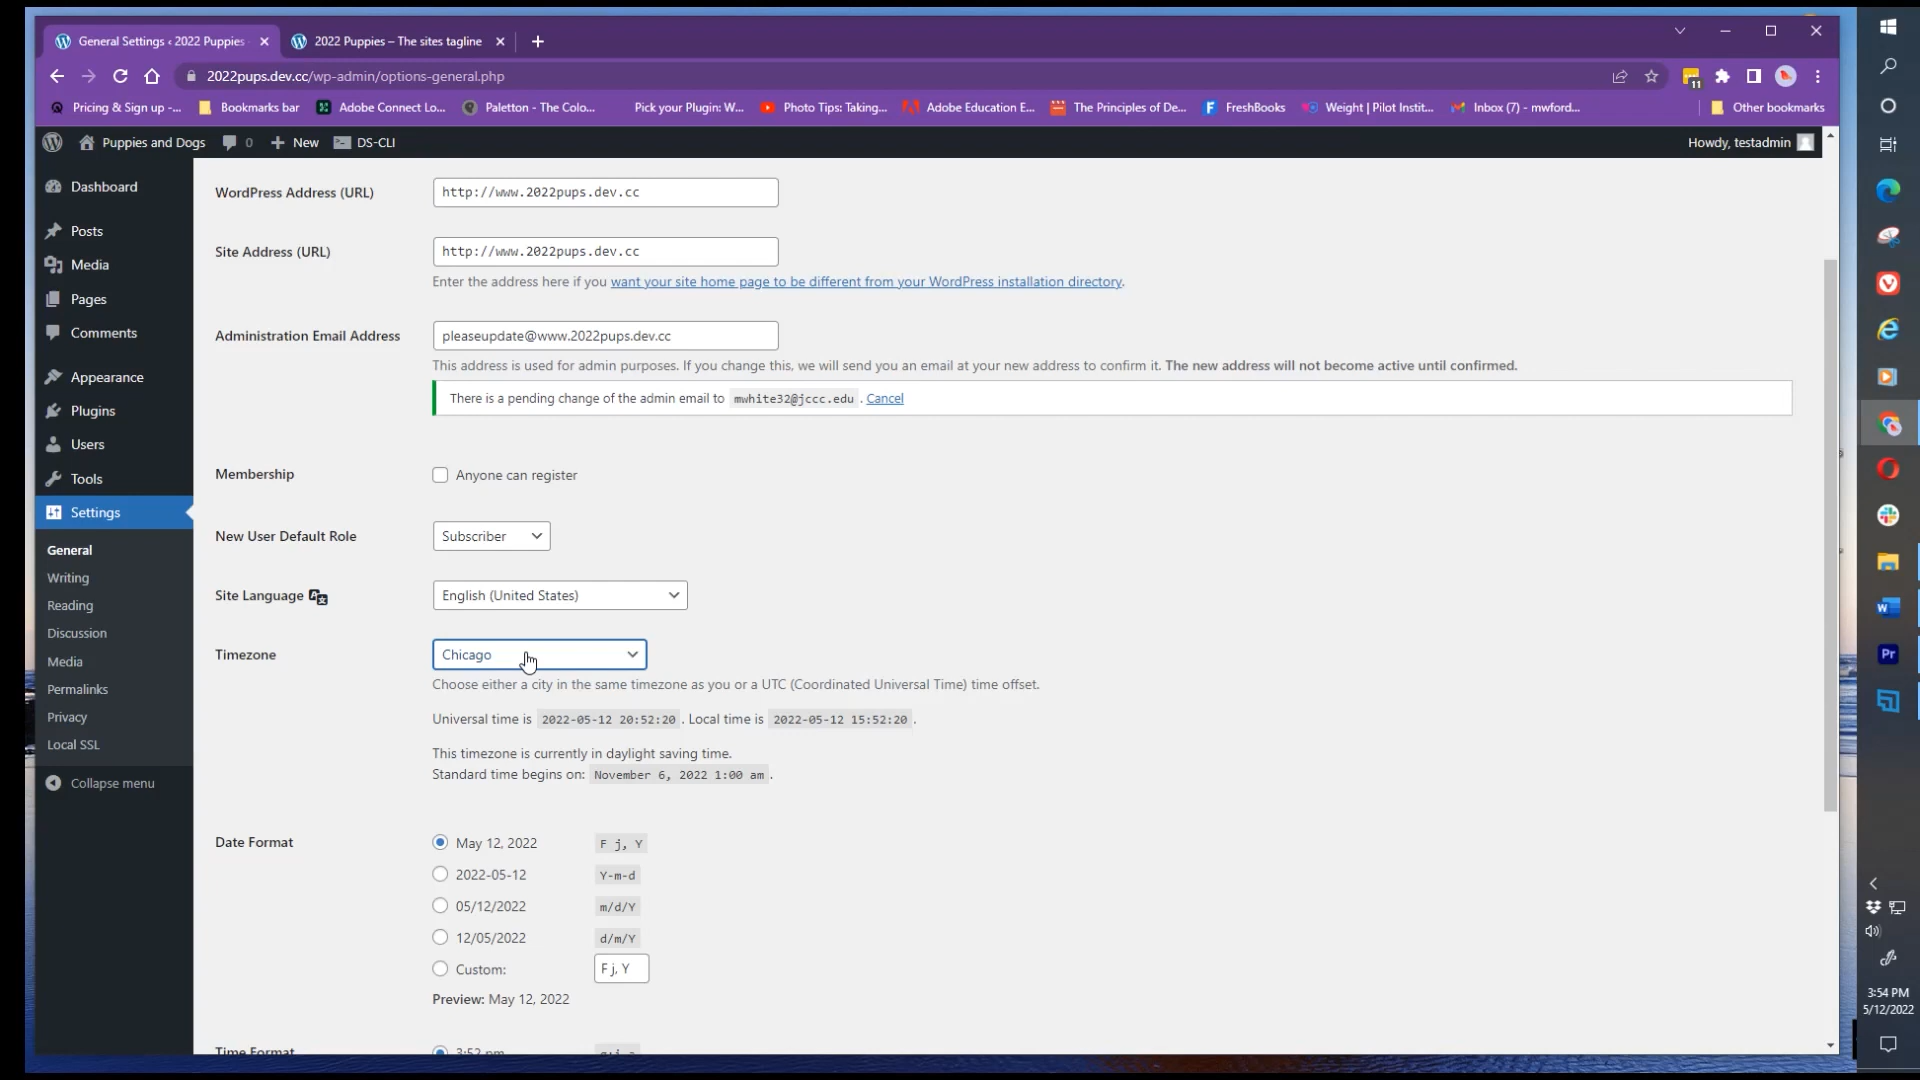 General Settings ‹ 2022 Puppies
2022 Puppies – The sites tagline
2022pups.dev.cc/wp-admin/options-general.php
11
Pricing & Sign up -...
Bookmarks bar
Adobe Connect Lo...
Paletton - The Colo...
Pick your Plugin: W...
Photo Tips: Taking...
Adobe Education E...
The Principles of De...
FreshBooks
Weight | Pilot Instit...
Inbox (7) - mwford...
Other bookmarks
Puppies and Dogs
0
New
DS-CLI
Howdy, testadmin
Dashboard
Posts
Media
Pages
Comments
Appearance
Plugins
Users
Tools
Settings
General
Writing
Reading
Discussion
Media
Permalinks
Privacy
Local SSL
Collapse menu
WordPress Address (URL)
http://www.2022pups.dev.cc
Site Address (URL)
http://www.2022pups.dev.cc
Enter the address here if you want your site home page to be different from your WordPress installation directory.
Administration Email Address
pleaseupdate@www.2022pups.dev.cc
This address is used for admin purposes. If you change this, we will send you an email at your new address to confirm it. The new address will not become active until confirmed.
There is a pending change of the admin email to mwhite32@jccc.edu . Cancel
Membership
Anyone can register
New User Default Role
Subscriber
Site Language
English (United States)
Timezone
Chicago
Choose either a city in the same timezone as you or a UTC (Coordinated Universal Time) time offset.
Universal time is 2022-05-12 20:52:20 . Local time is 2022-05-12 15:52:20 .
This timezone is currently in daylight saving time.
Standard time begins on: November 6, 2022 1:00 am .
Date Format
May 12, 2022 F j, Y
2022-05-12 Y-m-d
05/12/2022 m/d/Y
12/05/2022 d/m/Y
Custom: F j, Y
Preview: May 12, 2022
Time Format
3:52 pm
3:54 PM
5/12/2022